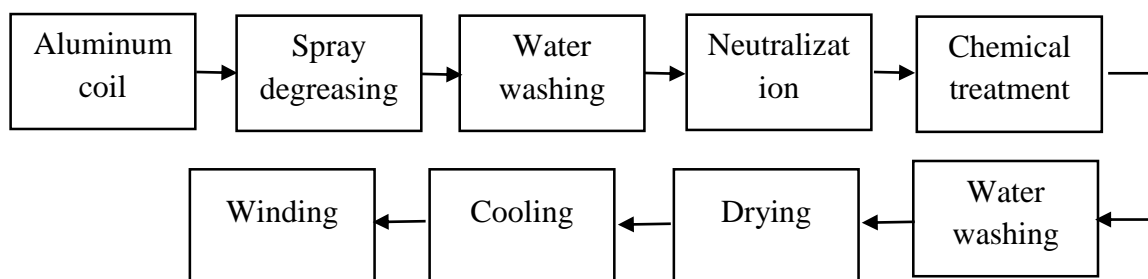 Aluminum
coil
Spray
degreasing
Water
washing
Neutralizat
ion
Chemical
treatment
Water
washing
Drying
Cooling
Winding